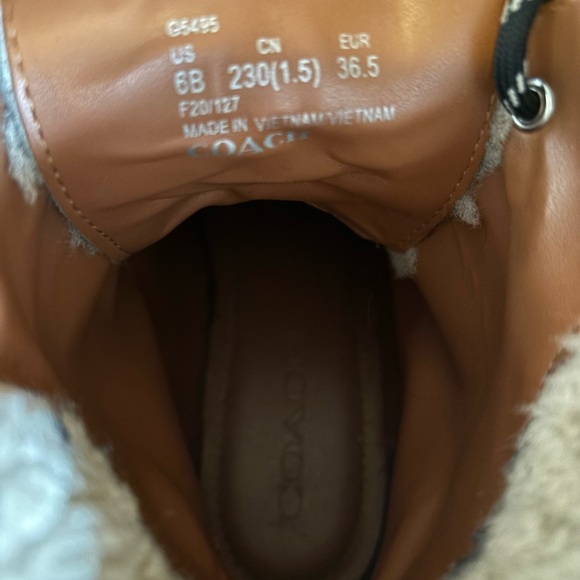 G5495
US CN EUR
6B 230(1.5) 36.5
F20/127
MADE IN VIETNAM/VIETNAM
COACH
COACH